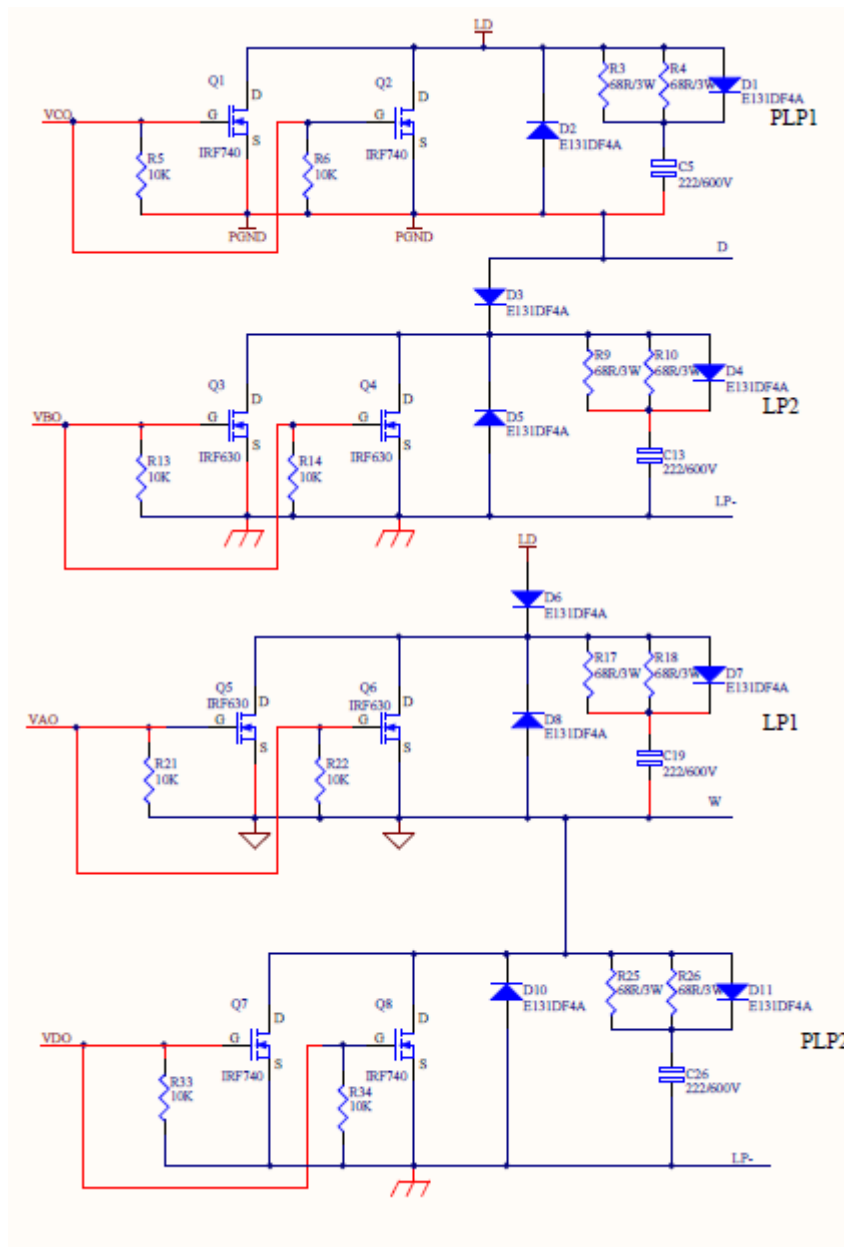 LD
Q1
D
G
S
IRF740
VCO
R5
10K
Q2
D
G
S
IRF740
R6
10K
D2
E131DF4A
R3
68R/3W
R4
68R/3W
D1
E131DF4A
PLP1
C5
222/600V
PGND
PGND
D
D3
E131DF4A
Q3
D
G
S
IRF630
VBO
R13
10K
Q4
D
G
S
IRF630
R14
10K
D5
E131DF4A
R9
68R/3W
R10
68R/3W
D4
E131DF4A
LP2
C13
222/600V
LP-
LD
D6
E131DF4A
Q5
IRF630
D
G
S
VAO
R21
10K
Q6
IRF630
D
G
S
R22
10K
D8
E131DF4A
R17
68R/3W
R18
68R/3W
D7
E131DF4A
LP1
C19
222/600V
W
Q7
D
G
S
IRF740
VDO
R33
10K
Q8
D
G
S
IRF740
R34
10K
D10
E131DF4A
R25
68R/3W
R26
68R/3W
D11
E131DF4A
PLP2
C26
222/600V
LP-